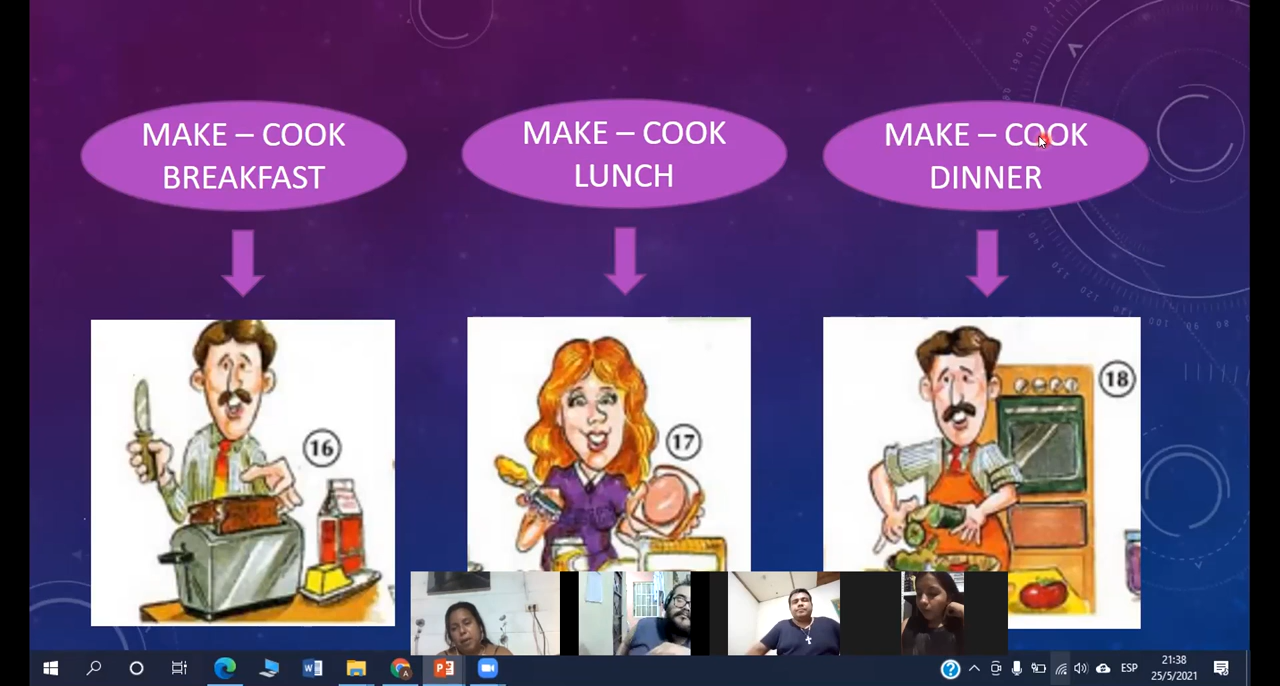 MAKE – COOK
BREAKFAST
MAKE – COOK
LUNCH
MAKE – COOK
DINNER
16
17
18
ESP
21:38
25/5/2021